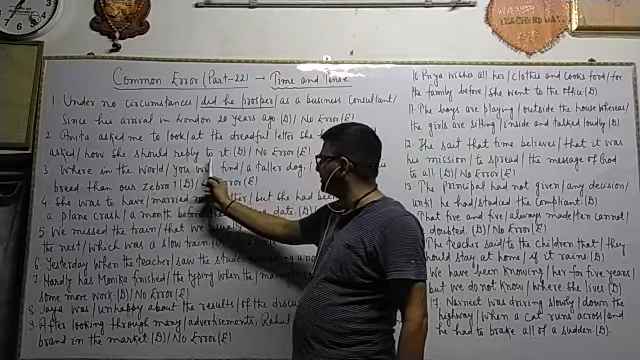 Common Error (Part-22) → Time and Tense
1 Under no circumstances / did he prosper / as a business Consultant /
Since his arrival in London 20 years ago (D) / No Error (E)
2. Anita asked me to look / at the dreadful letter she
asked / how she should reply to it (D) / No Error (E)
3. Where in the world / you will find / a taller dog
breed than our Zebra? (D) / Error (E)
4. She was to have / married / but she had been
a plane crash / a month before date (D) /
5. We missed the train / that we usually
the nest / which was a slow train (D)
6 Yesterday when the teacher / saw the
7. Hardly has Monika finished / the typing when / the
some more work (D) / No Error (E)
8 Jaya was / unhappy about the results / of the
9 After looking through many / advertisements, Rahul
brand in the market (D) / No Error (E)
10. Priya wishes all her / clothes and cooks food / for
the family before / she went to the office (D)
11. The boys are playing / outside the house whereas /
the girls are sitting / inside and talked / loudly (D)
12. The sait that time believes / that it was
his mission / to spread / the message of God
to all (D) / No Error (E)
13. The Principal had not given / any decision /
until he had / studied the compliant (D)
That five and five / always made / ten cannot /
doubted. (D) / No Error (E)
The teacher said / to the children that / they
should stay at home / if it rains (D)
We have been knowing / her for five years /
but we do not know / where she lives (D)
17. Navneet was driving slowly / down the
highway / when a cat runs across / and
he had to brake all of a sudden (D).
TEACHERS DAY